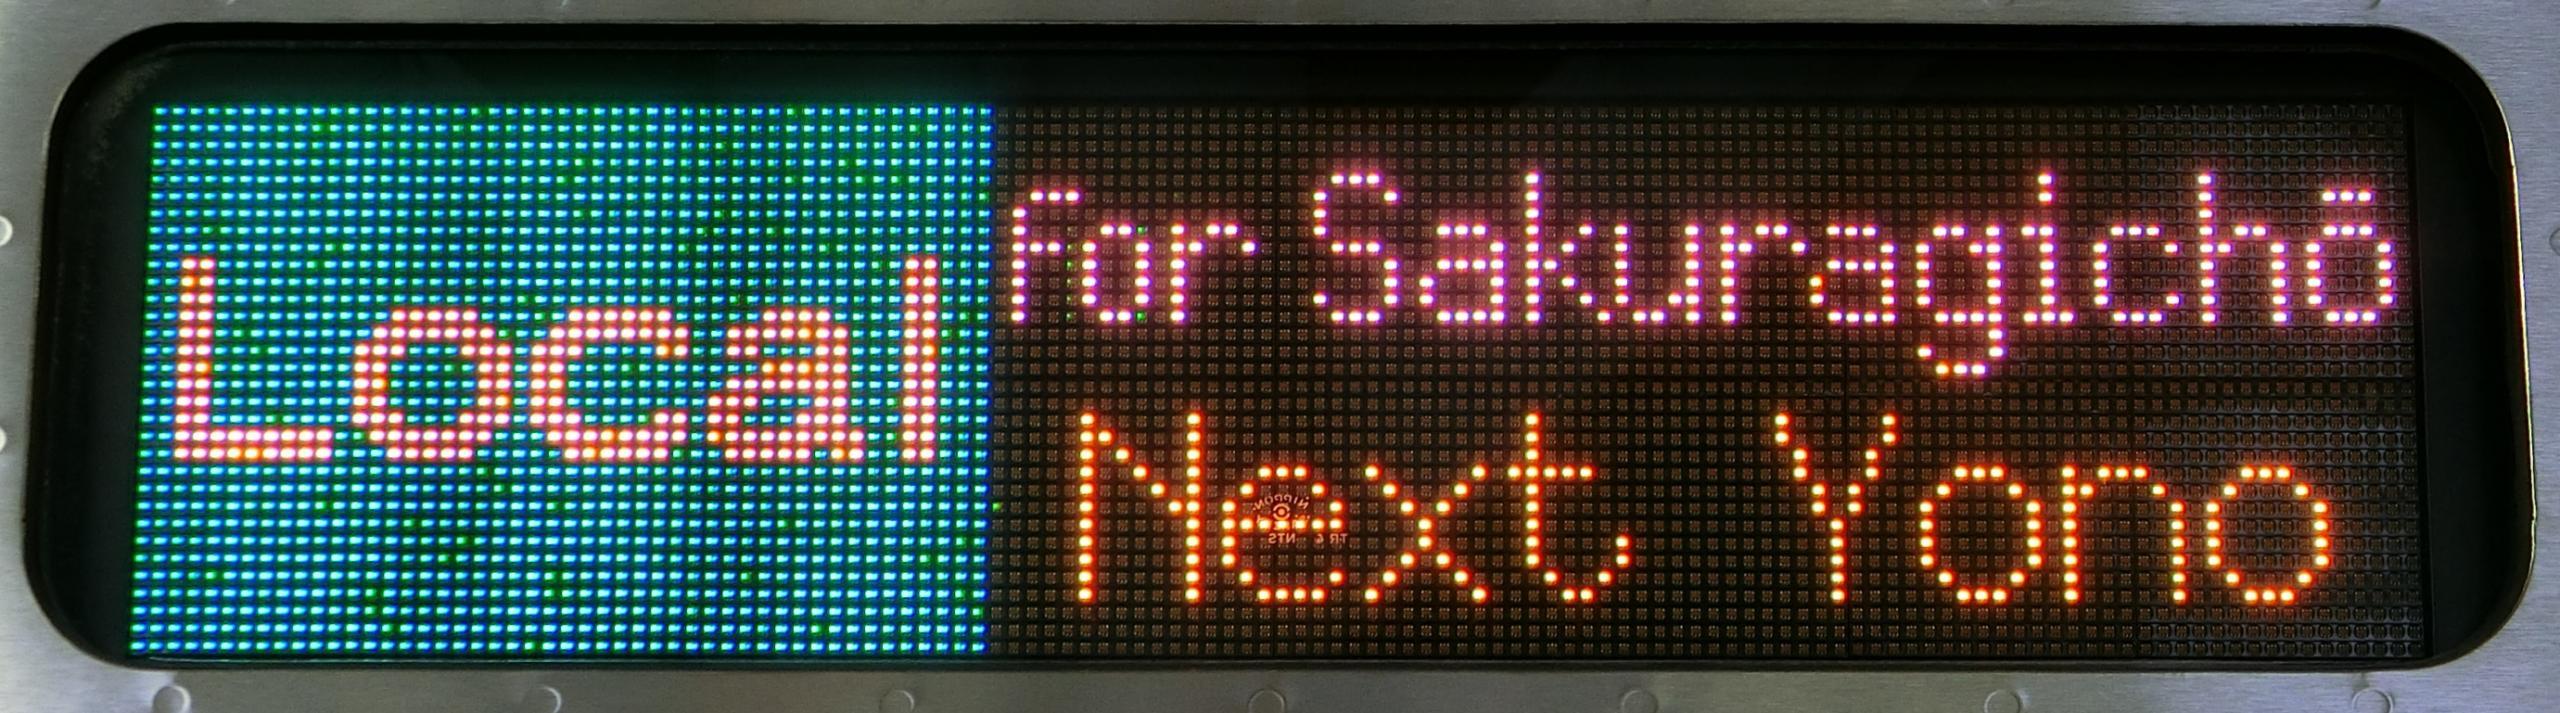 Local
For Sakuragichō
Next Yono